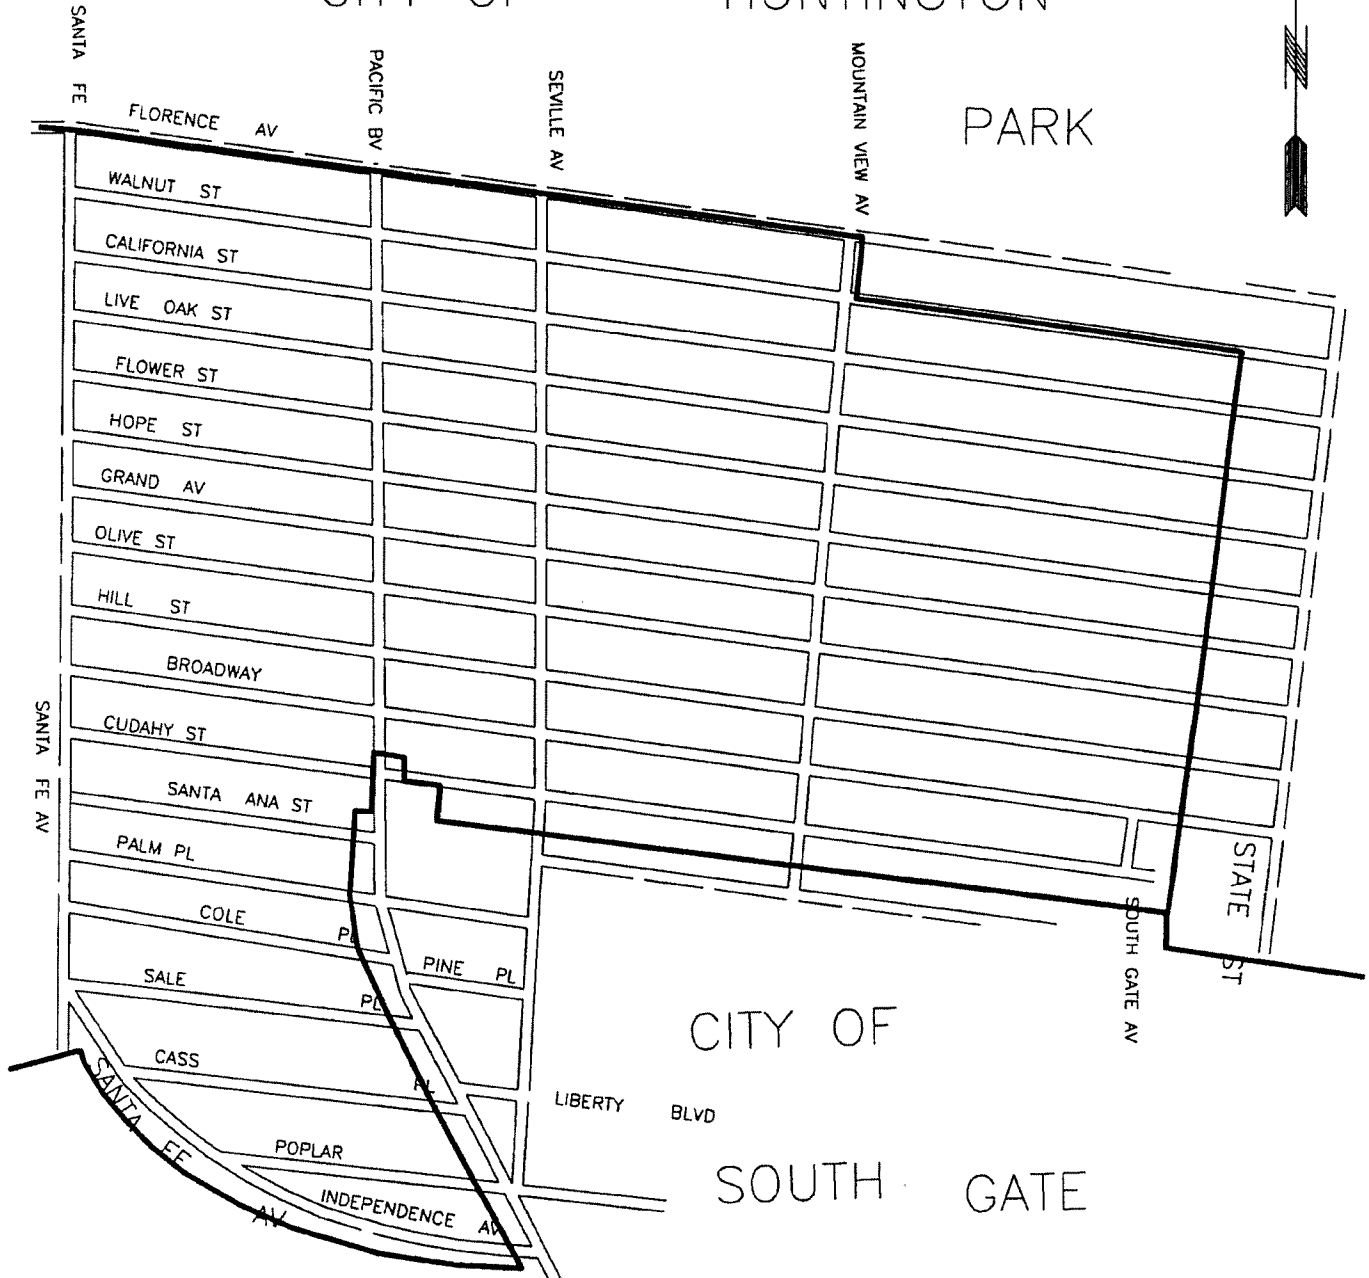 CITY OF HUNTINGTON
PARK
SANTA FE
PACIFIC BV
SEVILLE AV
MOUNTAIN VIEW AV
N
FLORENCE AV
WALNUT ST
CALIFORNIA ST
LIVE OAK ST
FLOWER ST
HOPE ST
GRAND AV
OLIVE ST
HILL ST
BROADWAY
CUDAHY ST
SANTA FE AV
SANTA ANA ST
PALM PL
COLE PL
PINE PL
SALE PL
CASS PL
POPLAR
INDEPENDENCE AV
SANTA FE AV
LIBERTY BLVD
STATE ST
SOUTH GATE AV
CITY OF
SOUTH GATE